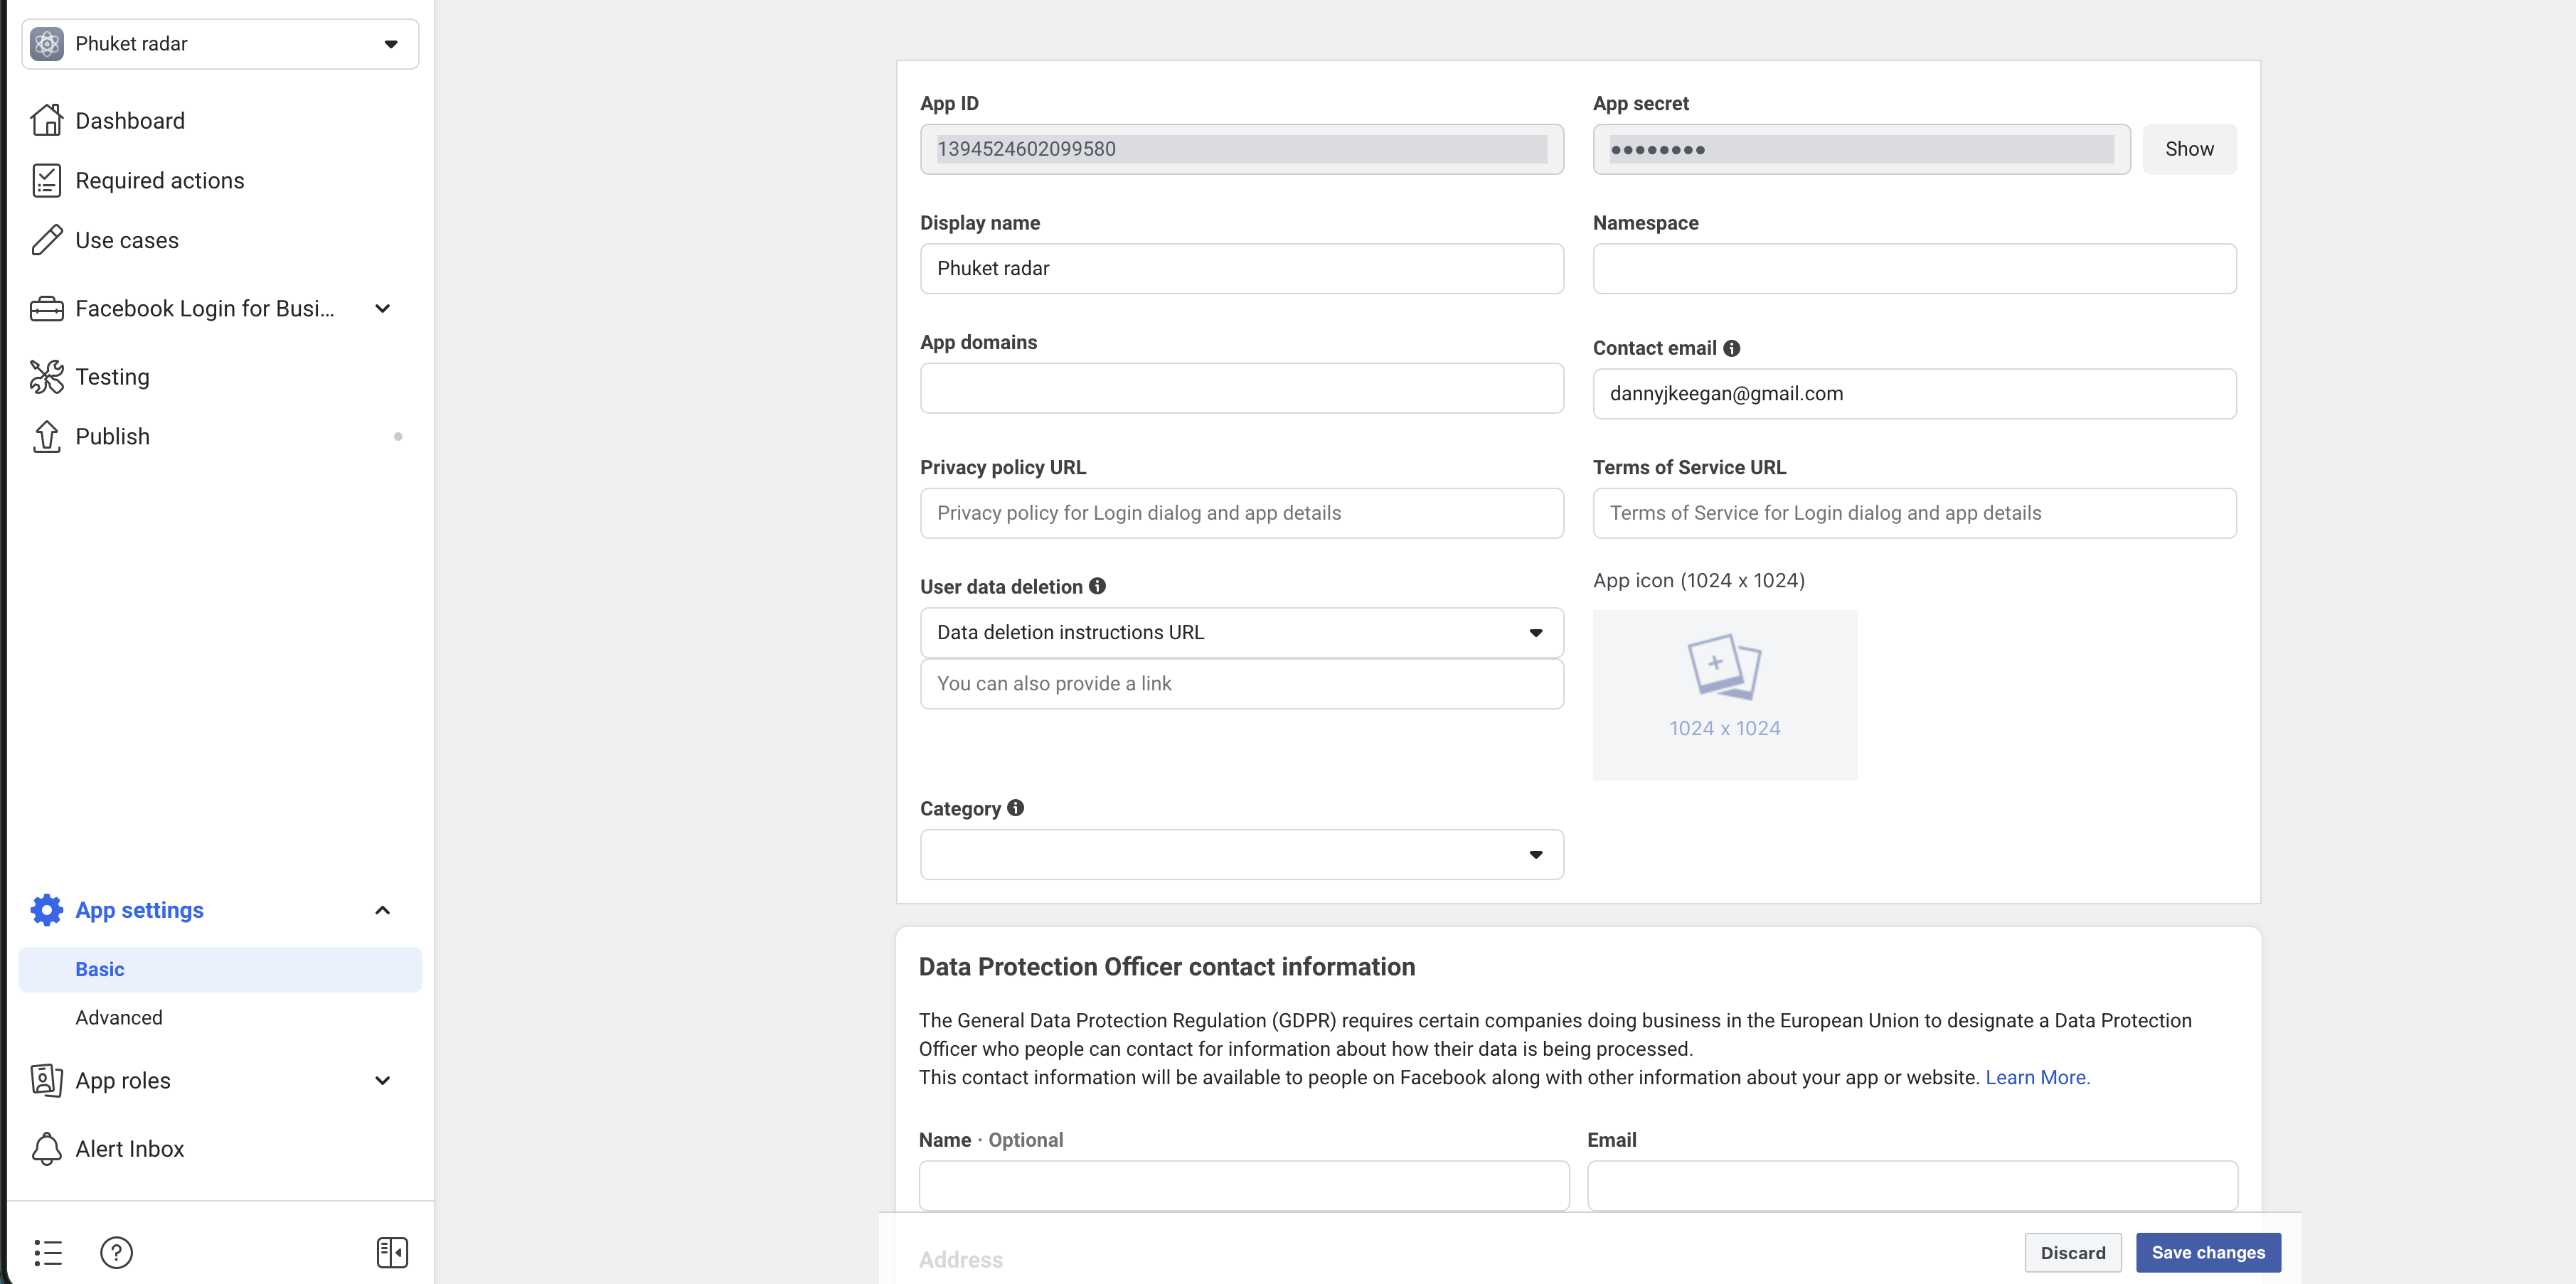 Phuket radar
Dashboard
Required actions
Use cases
Facebook Login for Busi...
Testing
Publish
App settings
Basic
Advanced
App roles
Alert Inbox
App ID
1394524602099580
App secret
••••••••
Show
Display name
Phuket radar
Namespace
App domains
Contact email
dannyjkeegan@gmail.com
Privacy policy URL
Privacy policy for Login dialog and app details
Terms of Service URL
Terms of Service for Login dialog and app details
User data deletion
Data deletion instructions URL
You can also provide a link
App icon (1024 x 1024)
1024 x 1024
Category
Data Protection Officer contact information
The General Data Protection Regulation (GDPR) requires certain companies doing business in the European Union to designate a Data Protection
Officer who people can contact for information about how their data is being processed.
This contact information will be available to people on Facebook along with other information about your app or website. Learn More.
Name · Optional
Email
Address
Discard
Save changes